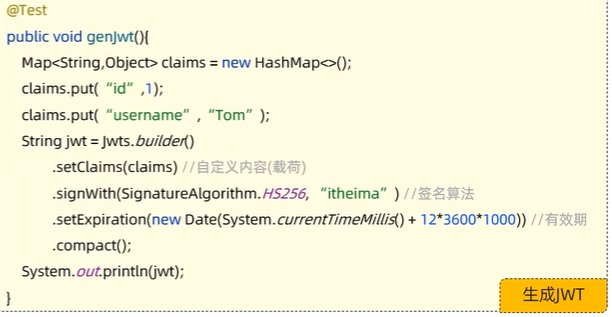 @Test
public void genJwt(){
Map<String,Object> claims = new HashMap<>();
claims.put( “id” ,1);
claims.put( “username” , “Tom” );
String jwt = Jwts.builder()
.setClaims(claims) //自定义内容(载荷)
.signWith(SignatureAlgorithm.HS256, “itheima” ) //签名算法
.setExpiration(new Date(System.currentTimeMillis() + 12*3600*1000)) //有效期
.compact();
System.out.println(jwt);
}
生成JWT